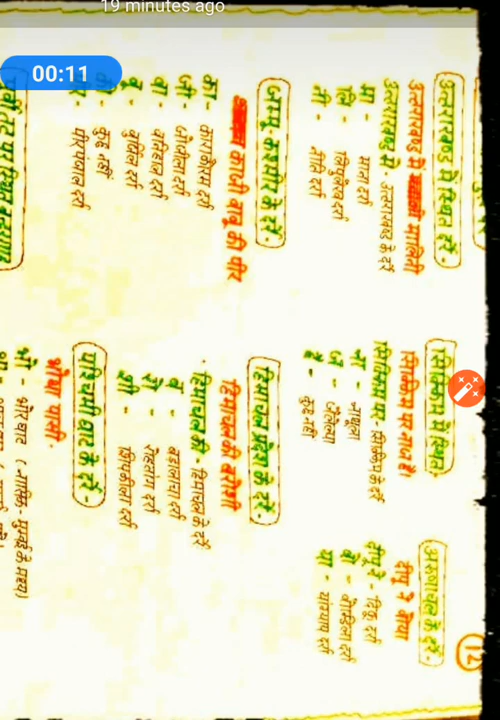 19 minutes ago
00:11
12
उत्तराखण्ड में स्थित दर्रे -
उत्तराखण्ड में मालिनी
उत्तराखण्ड में - उत्तराखण्ड के दर्रे
मा - माना दर्रा
लि - लिपुलेख दर्रा
नी - नीति दर्रा
सिक्किम में स्थित -
सिक्किम पर नाज है।
सिक्किम पर - सिक्किम के दर्रे
ना - नाथूला
ज - जैलेप्ला
है - कुछ नहीं
अरुणाचल के दर्रे -
दीपू रे बोया
दीपू रे - दिफू दर्रा
बो - बोमडिला दर्रा
या - यांग्याप दर्रा
जम्मू-कश्मीर के दर्रे -
काजी बाबू की पीर
का - काराकोरम दर्रा
जी - जोजीला दर्रा
बा - बनिहाल दर्रा
बू - बुर्जिल दर्रा
की - कुछ नहीं
पीर - पीरपंजाल दर्रा
हिमाचल प्रदेश के दर्रे -
हिमाचल की बरोशी
हिमाचल की - हिमाचल के दर्रे
ब - बड़ालाचा दर्रा
रो - रोहतांग दर्रा
शी - शिपकीला दर्रा
पश्चिमी घाट के दर्रे -
भोथा पासी.
भो - भोरघाट ( नासिक - मुम्बई के मध्य)